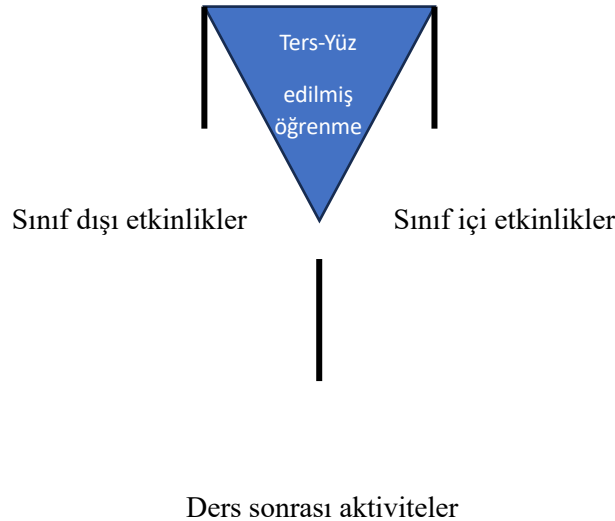 Ters-Yüz
edilmiş
öğrenme
Sınıf dışı etkinlikler
Sınıf içi etkinlikler
Ders sonrası aktiviteler